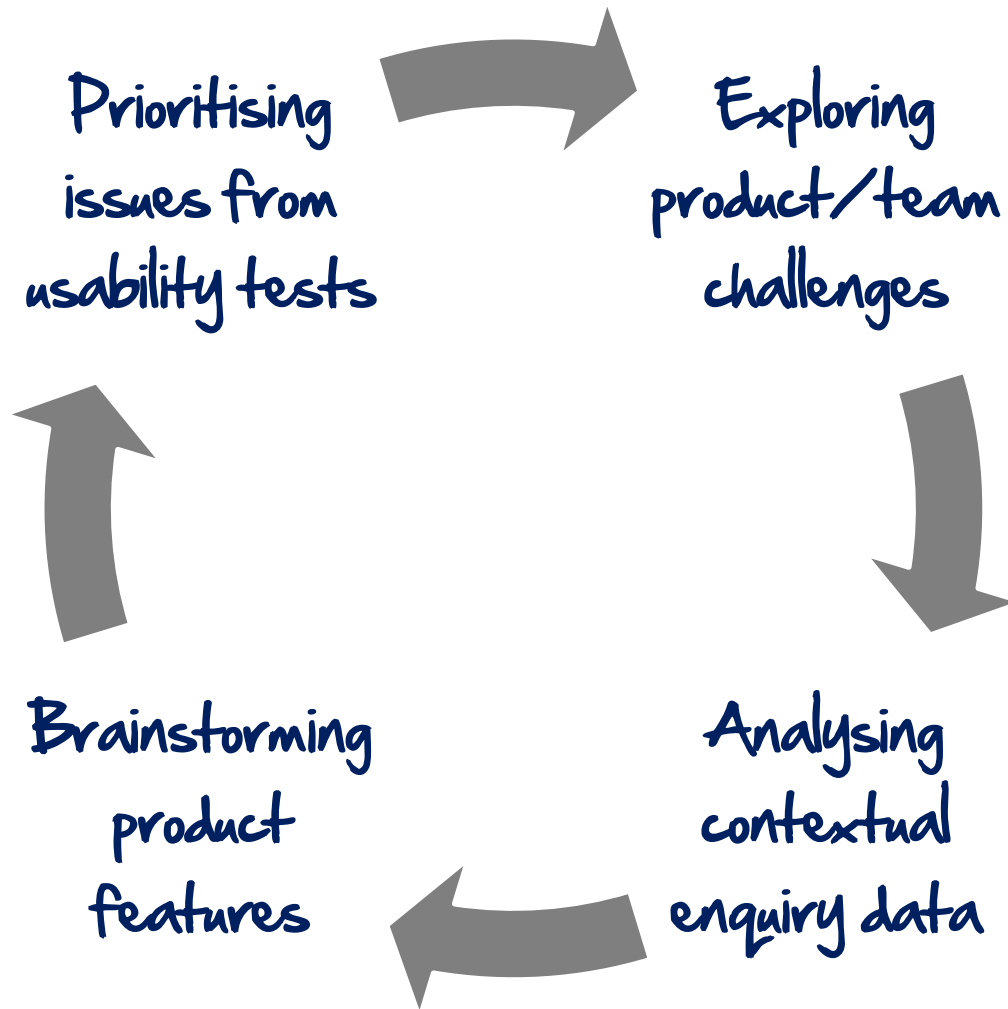 Prioritising
issues from
usability tests
Exploring
product/team
challenges
Analysing
contextual
enquiry data
Brainstorming
product
features